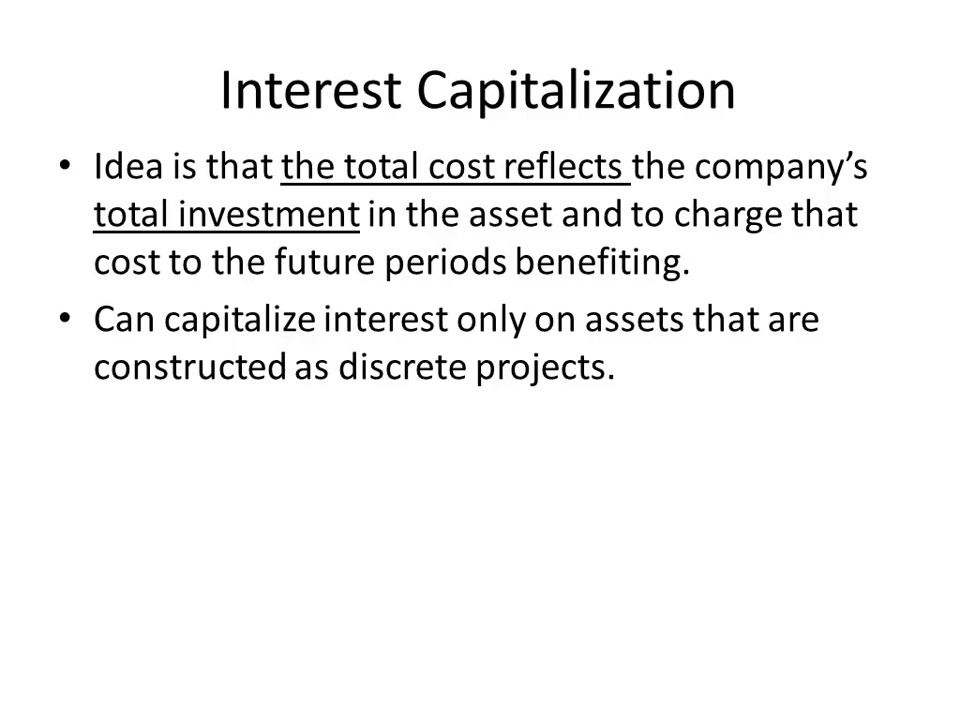 Interest Capitalization
• Idea is that the total cost reflects the company’s
total investment in the asset and to charge that
cost to the future periods benefiting.
• Can capitalize interest only on assets that are
constructed as discrete projects.